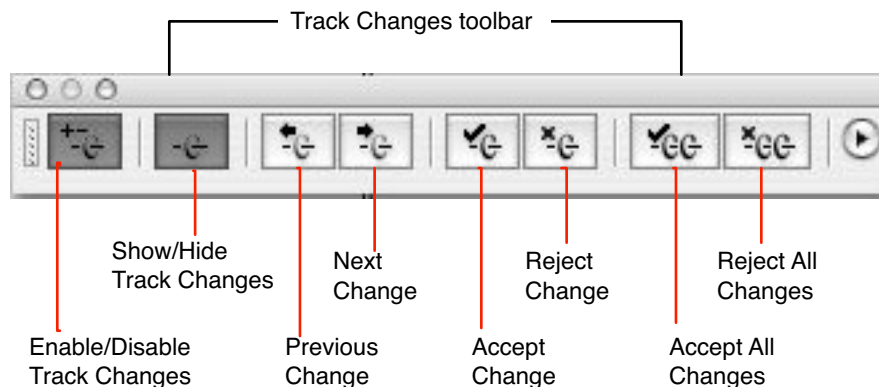 Track Changes toolbar
Show/Hide
Track Changes
Next
Change
Reject
Change
Reject All
Changes
Enable/Disable
Track Changes
Previous
Change
Accept
Change
Accept All
Changes